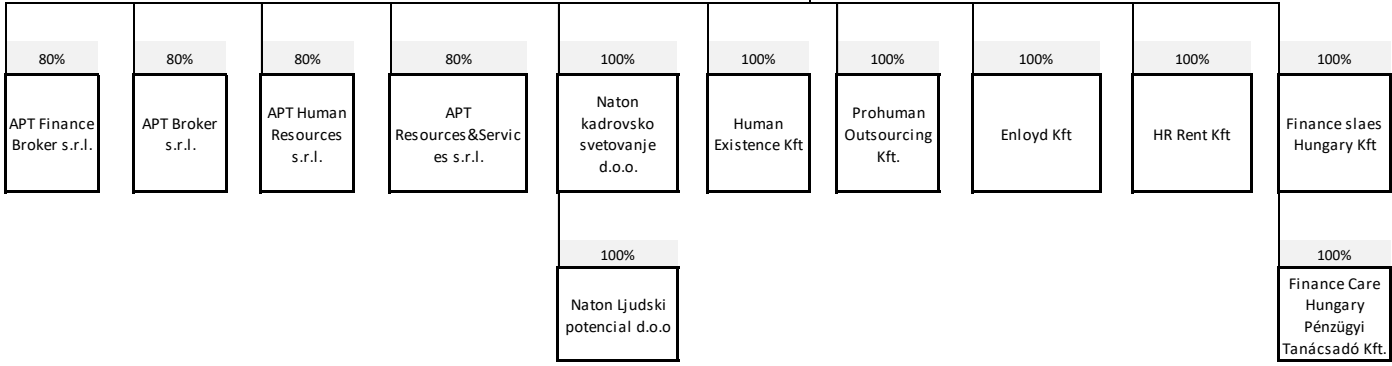 80%
80%
80%
80%
100%
100%
100%
100%
100%
100%
APT Finance
Broker s.r.l.
APT Broker
s.r.l.
APT Human
Resources
s.r.l.
APT
Resources&Servic
es s.r.l.
Naton
kadrovsko
svetovanje
d.o.o.
Human
Existence Kft
Prohuman
Outsourcing
Kft.
Enloyd Kft
HR Rent Kft
Finance slaes
Hungary Kft
100%
100%
Naton Ljudski
potencial d.o.o
Finance Care
Hungary
Pénzügyi
Tanácsadó Kft.